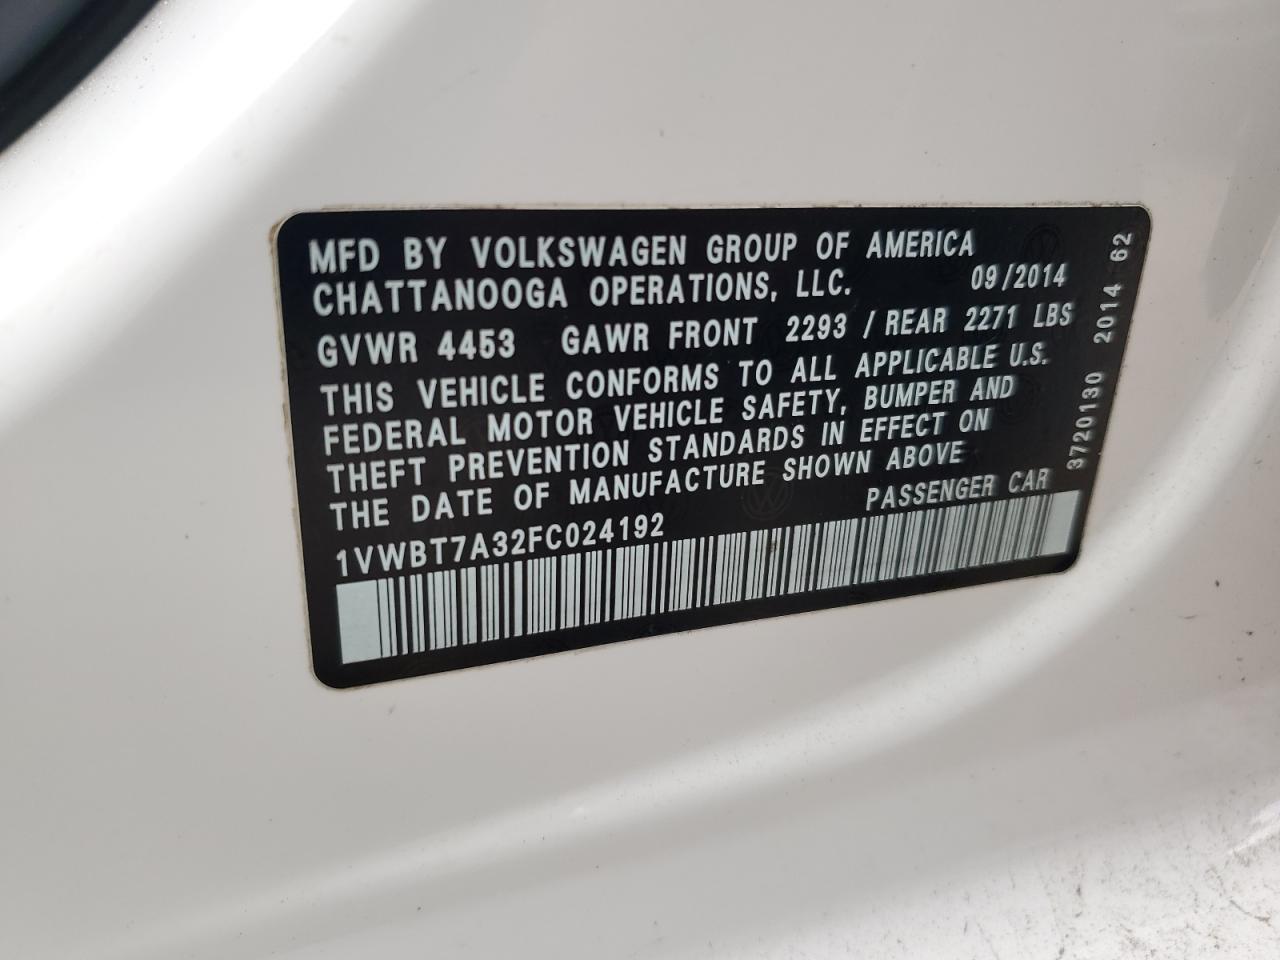 MFD BY VOLKSWAGEN GROUP OF AMERICA
CHATTANOOGA OPERATIONS, LLC. 09/2014
GVWR 4453 GAWR FRONT 2293 / REAR 2271 LBS
THIS VEHICLE CONFORMS TO ALL APPLICABLE U.S.
FEDERAL MOTOR VEHICLE SAFETY, BUMPER AND
THEFT PREVENTION STANDARDS IN EFFECT ON
THE DATE OF MANUFACTURE SHOWN ABOVE
PASSENGER CAR
1VWBT7A32FC024192
3720130 2014 62